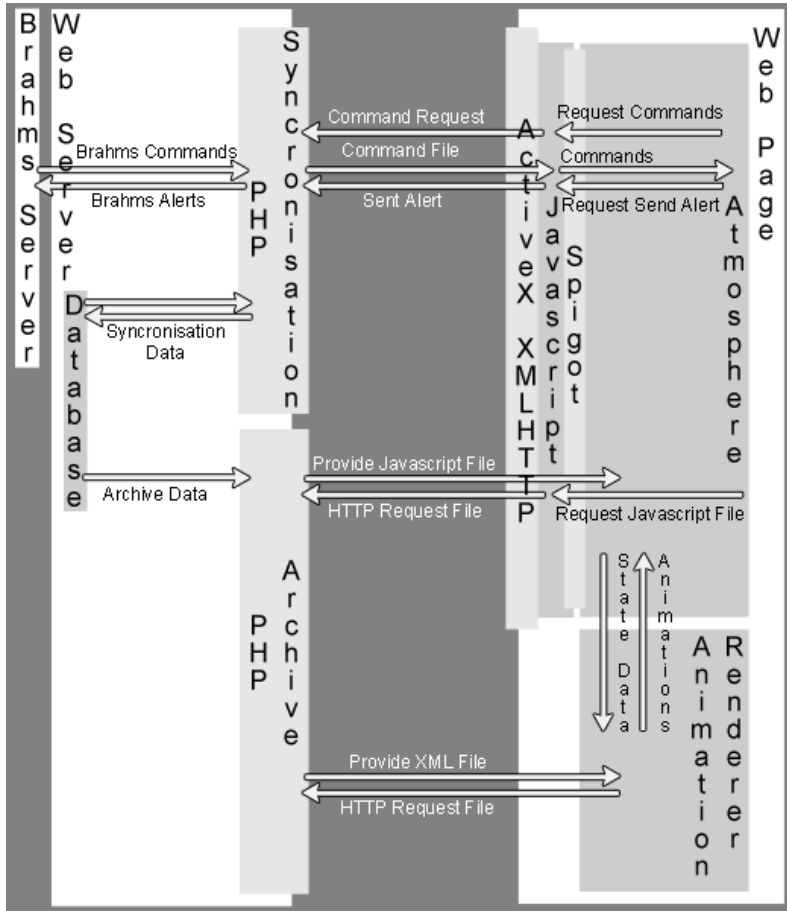 Brahms Server
Web Server
PHP Syncronisation
Database
PHP Archive
ActiveX XMLHTTP
Javascript
Spigot
Atmosphere
Web Page
Command Request
Request Commands
Brahms Commands
Command File
Commands
Brahms Alerts
Sent Alert
Request Send Alert
Syncronisation
Data
Provide Javascript File
Archive Data
HTTP Request File
Request Javascript File
State Data
Animations
Animation
Renderer
Provide XML File
HTTP Request File